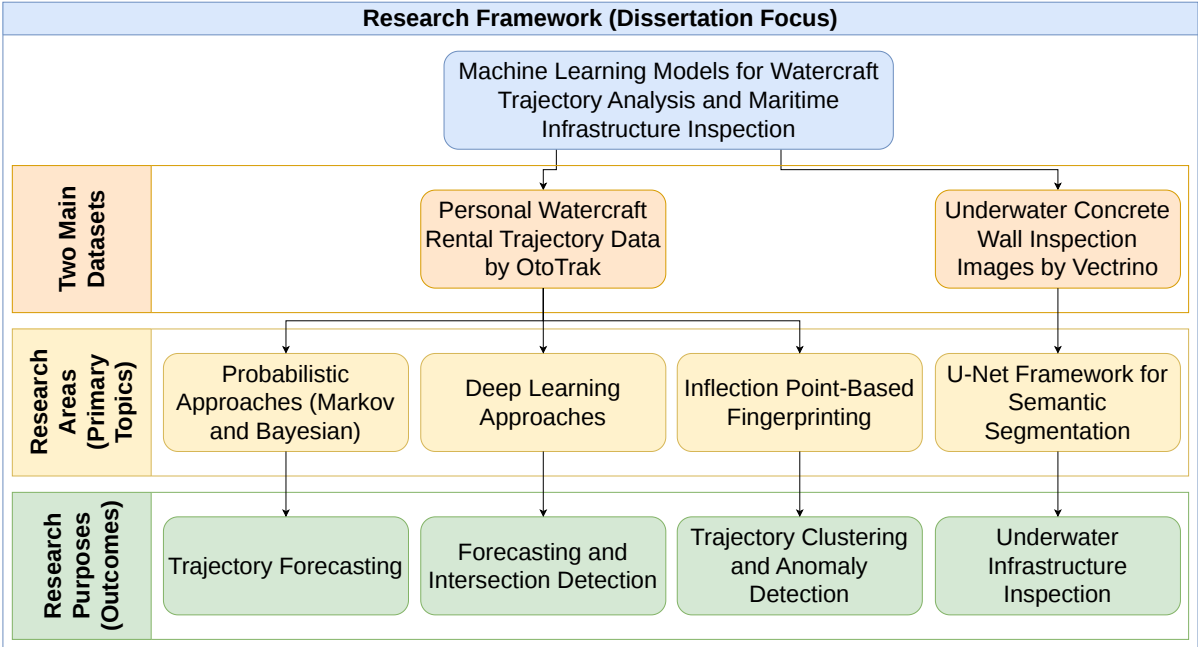 Research Framework (Dissertation Focus)
Machine Learning Models for Watercraft
Trajectory Analysis and Maritime
Infrastructure Inspection
Two Main
Datasets
Personal Watercraft
Rental Trajectory Data
by OtoTrak
Underwater Concrete
Wall Inspection
Images by Vectrino
Research
Areas
(Primary
Topics)
Probabilistic
Approaches (Markov
and Bayesian)
Deep Learning
Approaches
Inflection Point-Based
Fingerprinting
U-Net Framework for
Semantic
Segmentation
Research
Purposes
(Outcomes)
Trajectory Forecasting
Forecasting and
Intersection Detection
Trajectory Clustering
and Anomaly
Detection
Underwater
Infrastructure
Inspection